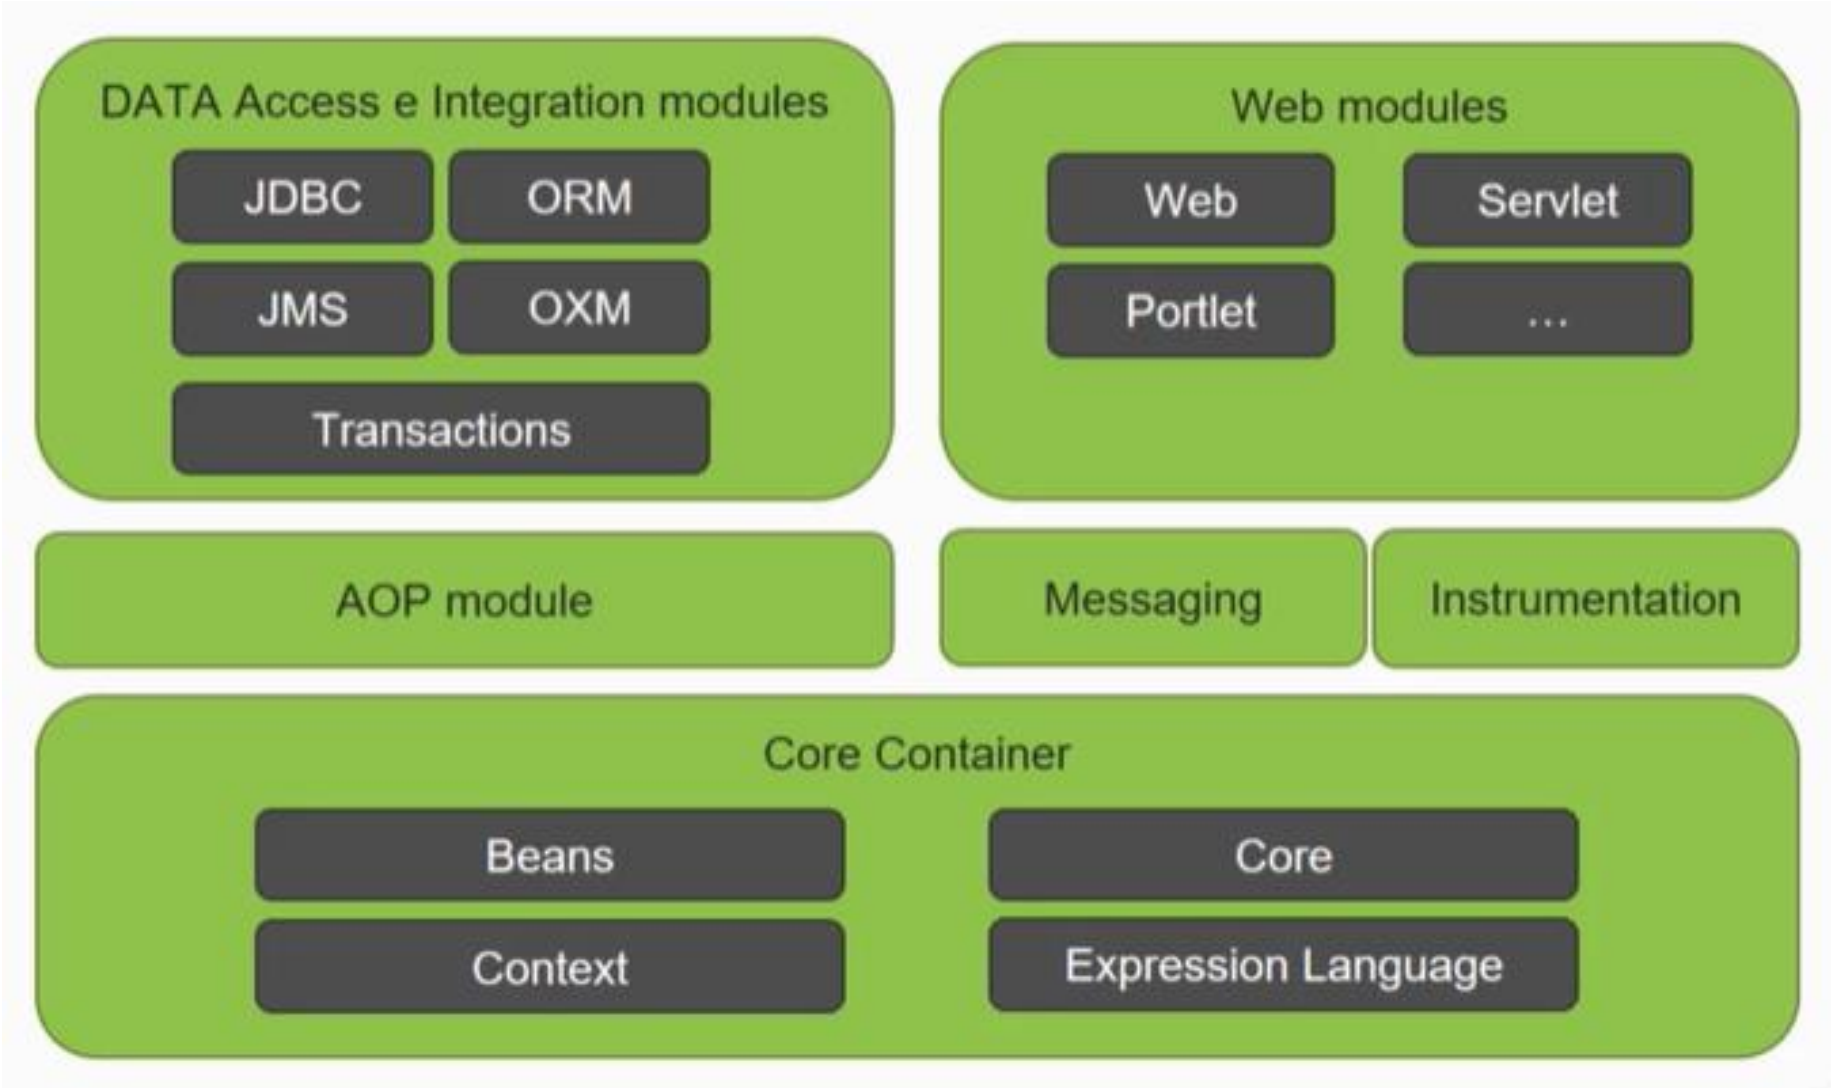 DATA Access e Integration modules
JDBC
ORM
JMS
OXM
Transactions
Web modules
Web
Servlet
Portlet
...
AOP module
Messaging
Instrumentation
Core Container
Beans
Core
Context
Expression Language